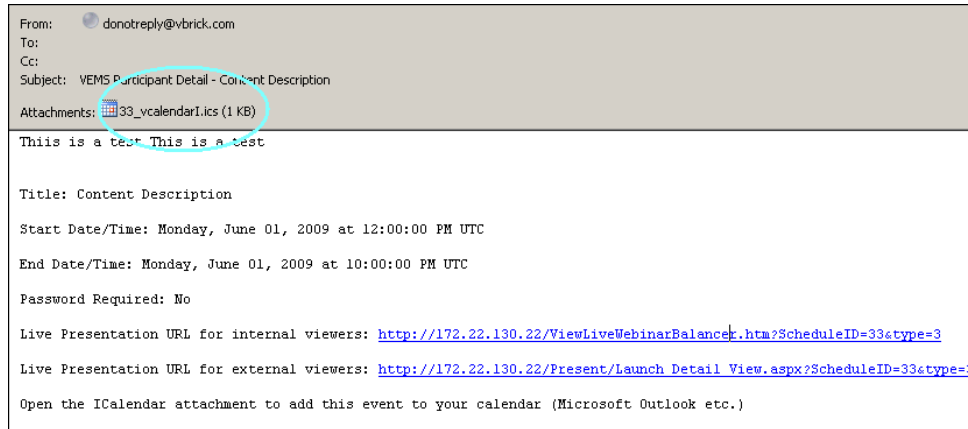 From: donotreply@vbrick.com
To:
Cc:
Subject: VEMS Participant Detail - Content Description
Attachments: 33_vcalendarI.ics (1 KB)
Thiis is a test This is a test
Title: Content Description
Start Date/Time: Monday, June 01, 2009 at 12:00:00 PM UTC
End Date/Time: Monday, June 01, 2009 at 10:00:00 PM UTC
Password Required: No
Live Presentation URL for internal viewers: http://172.22.130.22/ViewLiveWebinarBalancer.htm?ScheduleID=33&type=3
Live Presentation URL for external viewers: http://172.22.130.22/Present/Launch_Detail_View.aspx?ScheduleID=33&type=3
Open the ICalendar attachment to add this event to your calendar (Microsoft Outlook etc.)